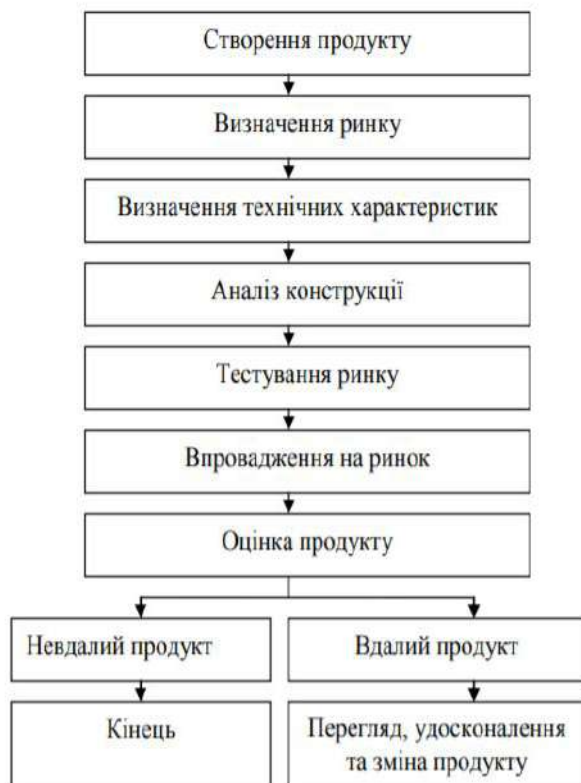 Створення продукту
Визначення ринку
Визначення технічних характеристик
Аналіз конструкції
Тестування ринку
Впровадження на ринок
Оцінка продукту
Невдалий продукт
Вдалий продукт
Кінець
Перегляд, удосконалення
та зміна продукту